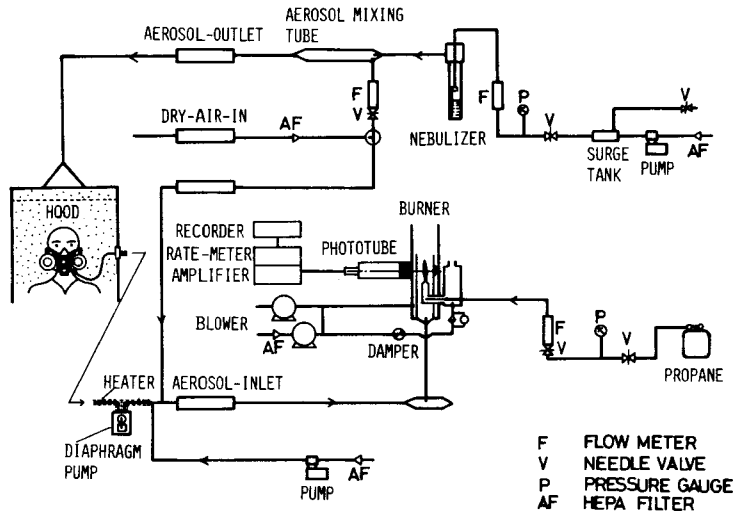 AEROSOL MIXING
TUBE
AEROSOL-OUTLET
F
V
P
F
V
V
NEBULIZER
SURGE
TANK
PUMP
AF
DRY-AIR-IN
AF
HOOD
BURNER
RECORDER
RATE-METER
AMPLIFIER
PHOTOTUBE
BLOWER
AF
DAMPER
P
F
V
V
PROPANE
HEATER
AEROSOL-INLET
DIAPHRAGM
PUMP
PUMP
AF
F FLOW METER
V NEEDLE VALVE
P PRESSURE GAUGE
AF HEPA FILTER